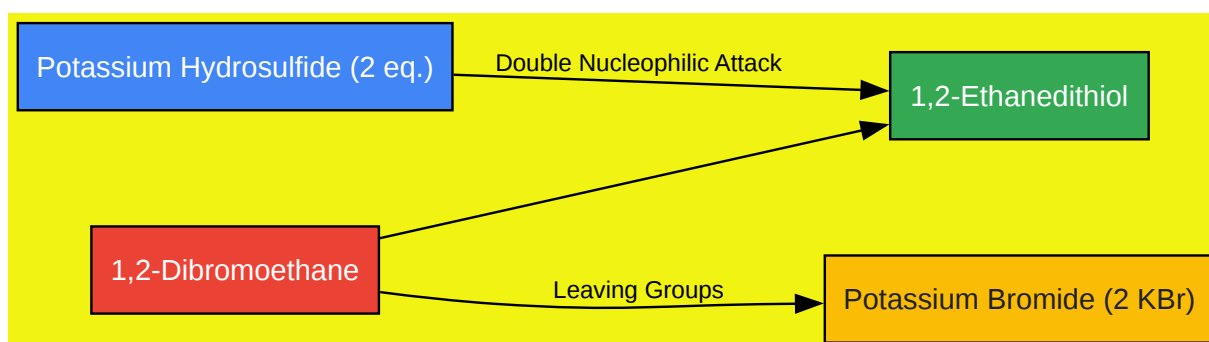 Potassium Hydrosulfide (2 eq.)
Double Nucleophilic Attack
1,2-Ethanedithiol
1,2-Dibromoethane
Leaving Groups
Potassium Bromide (2 KBr)